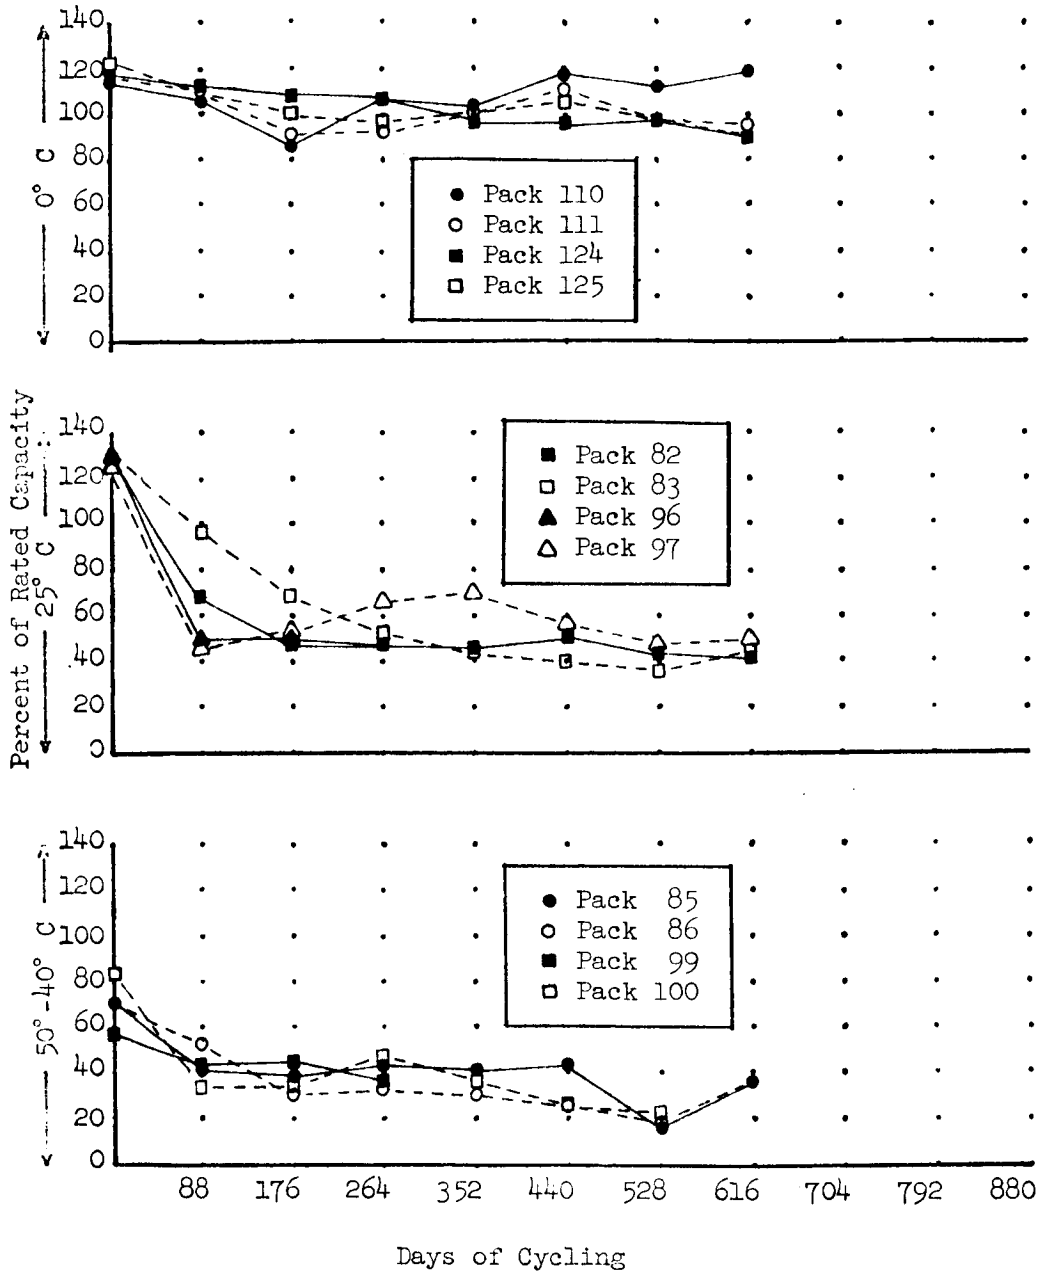 Percent of Rated Capacity
0° C
140
120
100
80
60
40
20
0
Pack 110
Pack 111
Pack 124
Pack 125
25° C
140
120
100
80
60
40
20
0
Pack 82
Pack 83
Pack 96
Pack 97
50°-40° C
140
120
100
80
60
40
20
0
Pack 85
Pack 86
Pack 99
Pack 100
88 176 264 352 440 528 616 704 792 880
Days of Cycling